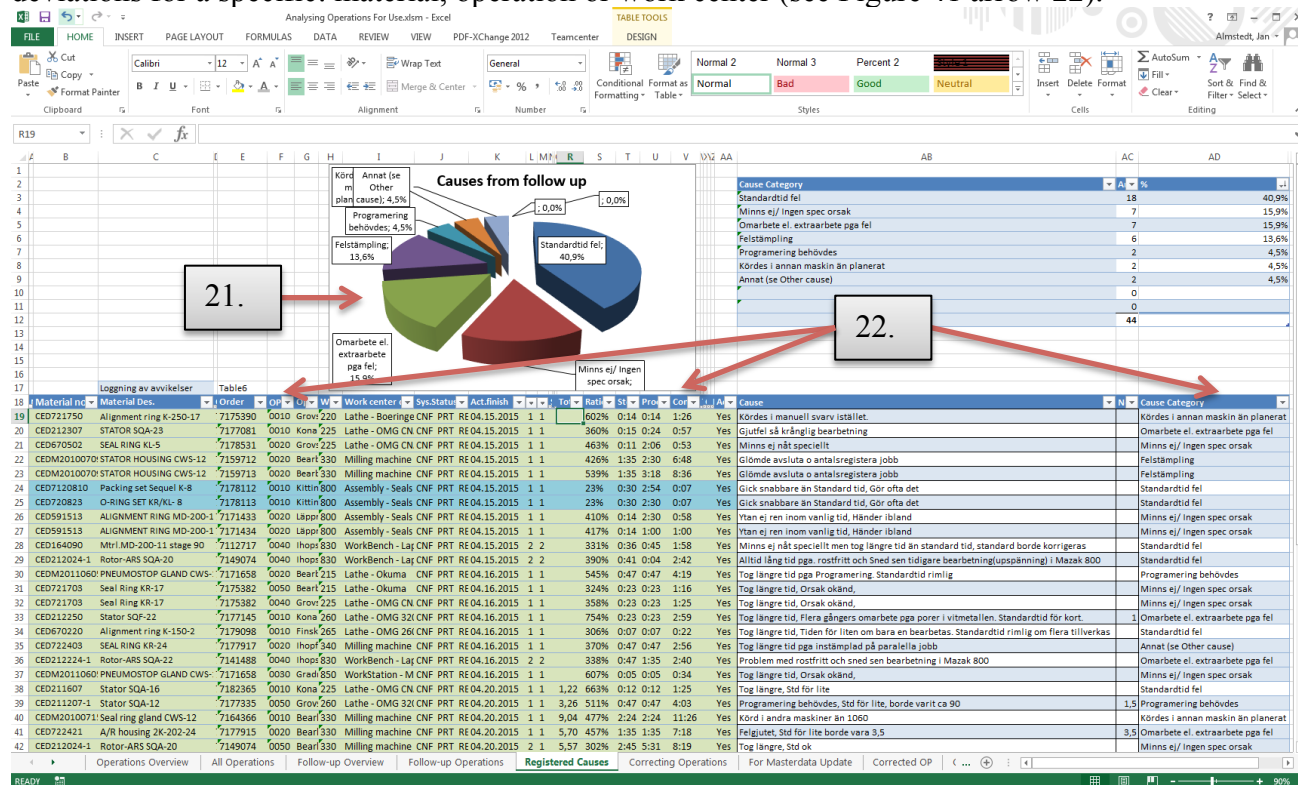 deviations for a specific material, operation or work center (see Figure 41 arrow 22).
Analysing Operations For Use.xlsm - Excel
TABLE TOOLS
FILE HOME INSERT PAGE LAYOUT FORMULAS DATA REVIEW VIEW PDF-XChange 2012 Teamcenter DESIGN
Almstedt, Jan
Cut
Copy
Format Painter
Paste
Calibri 12
Wrap Text
Merge & Center
General
Conditional Formatting
Format as Table
Normal 2 Normal 3 Percent 2
Normal Bad Good Neutral
Insert Delete Format
AutoSum
Fill
Clear
Sort & Filter
Find & Select
Clipboard Font Alignment Number Styles Cells Editing
R19
B C E F G H I J K L R S T U V AA AB AC AD
Causes from follow up
Annat (se Other cause); 4,5%
Programering behövdes; 4,5%
Felstämpling; 13,6%
; 0,0%
; 0,0%
Standardtid fel; 40,9%
Omarbete el. extraarbete pga fel; 15,9%
Minns ej/ Ingen spec orsak;
21.
22.
Cause Category %
Standardtid fel 18 40,9%
Minns ej/ Ingen spec orsak 7 15,9%
Omarbete el. extraarbete pga fel 7 15,9%
Felstämpling 6 13,6%
Programering behövdes 2 4,5%
Kördes i annan maskin än planerat 2 4,5%
Annat (se Other cause) 2 4,5%
0
0
44
Loggning av avvikelser Table6
Material no Material Des. Order OP Work center Sys.Status Act.finish Cause Cause Category
19 CED721750 Alignment ring K-250-17 7175390 0010 220 Lathe - Boeringe CNF PRT RE 04.15.2015 1 1 602% 0:14 0:14 1:26 Yes Kördes i manuell svarv istället. Kördes i annan maskin än planerat
20 CED212307 STATOR SQA-23 7177081 0010 Kona 225 Lathe - OMG CN CNF PRT RE 04.15.2015 1 1 360% 0:15 0:24 0:57 Yes Gjutfel så krånglig bearbetning Omarbete el. extraarbete pga fel
21 CED670502 SEAL RING KL-5 7178531 0020 225 Lathe - OMG CN CNF PRT RE 04.15.2015 1 1 463% 0:11 2:06 0:53 Yes Minns ej nåt speciellt Minns ej/ Ingen spec orsak
22 CEDM2010070 STATOR HOUSING CWS-12 7159712 0020 330 Milling machine CNF PRT RE 04.15.2015 1 1 426% 1:35 2:30 6:48 Yes Glömde avsluta o antalsregistera jobb Felstämpling
23 CEDM2010070 STATOR HOUSING CWS-12 7159713 0020 330 Milling machine CNF PRT RE 04.15.2015 1 1 539% 1:35 3:18 8:36 Yes Glömde avsluta o antalsregistera jobb Felstämpling
24 CED7120810 Packing set Sequel K-8 7178112 0010 Kittin 800 Assembly - Seals CNF PRT RE 04.15.2015 1 1 23% 0:30 2:54 0:07 Yes Gick snabbare än Standard tid, Gör ofta det Standardtid fel
25 CED720823 O-RING SET KR/KL- 8 7178113 0010 Kittin 800 Assembly - Seals CNF PRT RE 04.15.2015 1 1 23% 0:30 2:30 0:07 Yes Gick snabbare än Standard tid, Gör ofta det Standardtid fel
26 CED591513 ALIGNMENT RING MD-200-1 7171433 0020 Läppr 800 Assembly - Seals CNF PRT RE 04.15.2015 1 1 410% 0:14 2:30 0:58 Yes Ytan ej ren inom vanlig tid, Händer ibland Minns ej/ Ingen spec orsak
27 CED591513 ALIGNMENT RING MD-200-1 7171434 0020 Läppr 800 Assembly - Seals CNF PRT RE 04.15.2015 1 1 417% 0:14 1:00 1:00 Yes Ytan ej ren inom vanlig tid, Händer ibland Minns ej/ Ingen spec orsak
28 CED164090 Mtrl.MD-200-11 stage 90 7112717 0040 Ihops 830 WorkBench - Lap CNF PRT RE 04.15.2015 2 2 331% 0:36 0:45 1:58 Yes Minns ej nåt speciellt men tog längre tid än standard tid, standard borde korrigeras Standardtid fel
29 CED212024-1 Rotor-ARS SQA-20 7149074 0040 Ihops 830 WorkBench - Lap CNF PRT RE 04.15.2015 2 2 390% 0:41 0:04 2:42 Yes Alltid lång tid pga. rostfritt och Sned sen tidigare bearbetning(uppspänning) i Mazak 800 Standardtid fel
30 CEDM2011060 PNEUMOSTOP GLAND CWS- 7171658 0020 215 Lathe - Okuma CNF PRT RE 04.16.2015 1 1 545% 0:47 0:47 4:19 Yes Tog längre tid pga Programering. Standardtid rimlig Programering behövdes
31 CED721703 Seal Ring KR-17 7175382 0050 215 Lathe - Okuma CNF PRT RE 04.16.2015 1 1 324% 0:23 0:23 1:16 Yes Tog längre tid, Orsak okänd, Minns ej/ Ingen spec orsak
32 CED721703 Seal Ring KR-17 7175382 0040 225 Lathe - OMG CN CNF PRT RE 04.16.2015 1 1 358% 0:23 0:23 1:25 Yes Tog längre tid, Orsak okänd, Minns ej/ Ingen spec orsak
33 CED212250 Stator SQF-22 7177145 0010 Kona 260 Lathe - OMG 32( CNF PRT RE 04.16.2015 1 1 754% 0:23 0:23 2:59 Yes Tog längre tid, Flera gångers omarbete pga porer i vitmetallen. Standardtid för kort. 1 Omarbete el. extraarbete pga fel
34 CED670220 Alignment ring K-150-2 7179098 0010 Finsk 265 Lathe - OMG 26( CNF PRT RE 04.16.2015 1 1 306% 0:07 0:07 0:22 Yes Tog längre tid, Tiden för liten om bara en bearbetas. Standardtid rimlig om flera tillverkas Standardtid fel
35 CED722403 SEAL RING KR-24 7177917 0020 340 Milling machine CNF PRT RE 04.16.2015 1 1 370% 0:47 0:47 2:56 Yes Tog längre tid pga instämplad på paralella jobb Annat (se Other cause)
36 CED212224-1 Rotor-ARS SQA-22 7141488 0040 Ihops 830 WorkBench - Lap CNF PRT RE 04.16.2015 2 2 338% 0:47 1:35 2:40 Yes Problem med rostfritt och sned sen bearbetning i Mazak 800 Omarbete el. extraarbete pga fel
37 CEDM2011060 PNEUMOSTOP GLAND CWS- 7171658 0030 Gradi 850 WorkStation - M CNF PRT RE 04.16.2015 1 1 607% 0:05 0:05 0:34 Yes Tog längre tid, Orsak okänd, Minns ej/ Ingen spec orsak
38 CED211607 Stator SQA-16 7182365 0010 Kona 225 Lathe - OMG CN CNF PRT RE 04.20.2015 1 1 1,22 663% 0:12 0:12 1:25 Yes Tog längre, Std för lite Standardtid fel
39 CED211207-1 Stator SQA-12 7177335 0050 260 Lathe - OMG 32( CNF PRT RE 04.20.2015 1 1 3,26 511% 0:47 0:47 4:03 Yes Programering behövdes, Std för lite, borde varit ca 90 1,5 Programering behövdes
40 CEDM2010071 Seal ring gland CWS-12 7164366 0010 330 Milling machine CNF PRT RE 04.20.2015 1 1 9,04 477% 2:24 2:24 11:26 Yes Körd i andra maskiner än 1060 Kördes i annan maskin än planerat
41 CED722421 A/R housing 2K-202-24 7177915 0020 330 Milling machine CNF PRT RE 04.20.2015 1 1 5,70 457% 1:35 1:35 7:18 Yes Felgjutet, Std för lite borde vara 3,5 3,5 Omarbete el. extraarbete pga fel
42 CED212024-1 Rotor-ARS SQA-20 7149074 0050 330 Milling machine CNF PRT RE 04.20.2015 2 1 5,57 302% 2:45 5:31 8:19 Yes Tog längre, Std ok Minns ej/ Ingen spec orsak
Operations Overview All Operations Follow-up Overview Follow-up Operations Registered Causes Correcting Operations For Masterdata Update Corrected OP
READY 90%